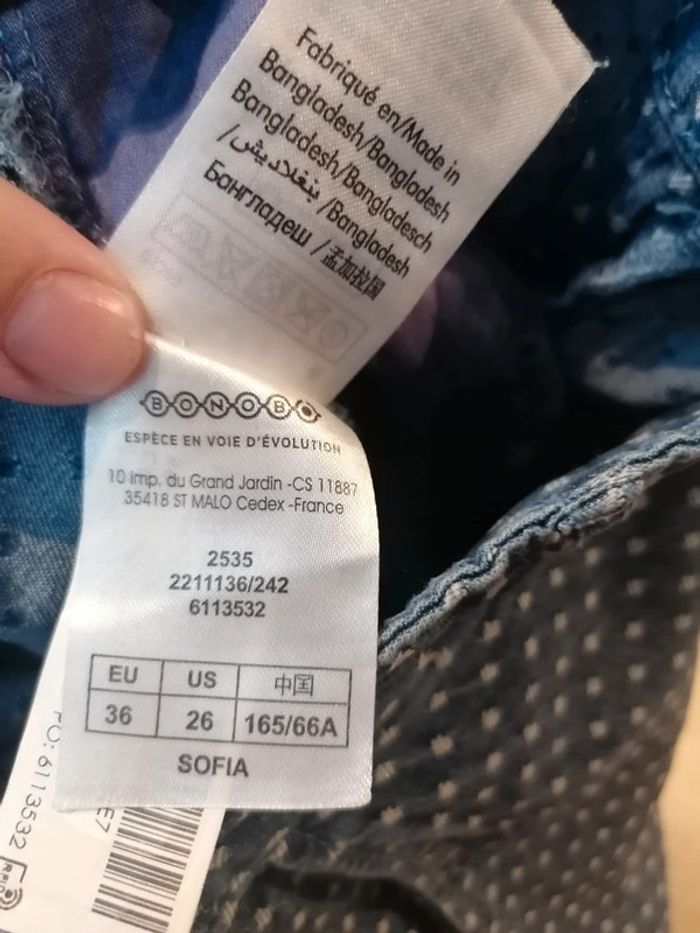 Fabriqué en/Made in
Bangladesh/Bangladesh
Bangladesh/Bangladesch
بنغلاديش/
/Bangladesh
Бангладеш /孟加拉国
BONOBO
ESPÈCE EN VOIE D'ÉVOLUTION
10 Imp. du Grand Jardin -CS 11887
35418 ST MALO Cedex -France
2535
2211136/242
6113532
EU US 中国
36 26 165/66A
SOFIA
PO: 6113532
E7